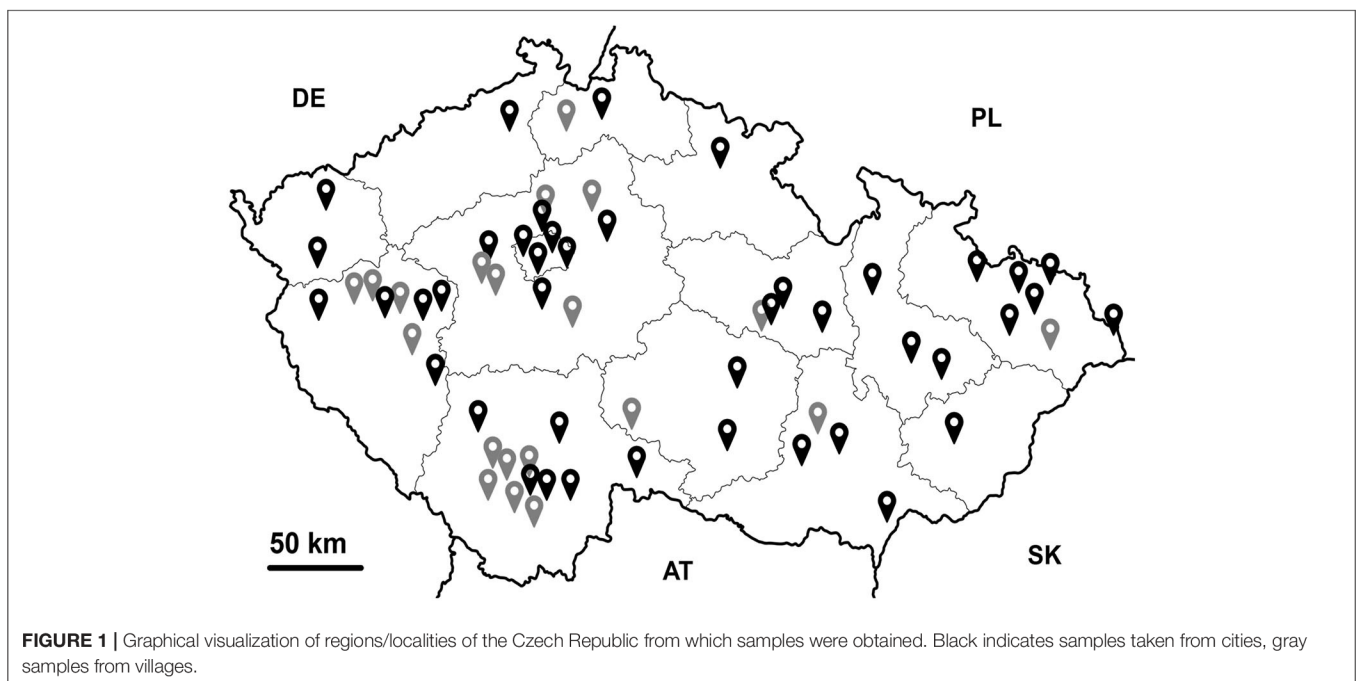 DE
PL
50 km
AT
SK
FIGURE 1 | Graphical visualization of regions/localities of the Czech Republic from which samples were obtained. Black indicates samples taken from cities, gray
samples from villages.